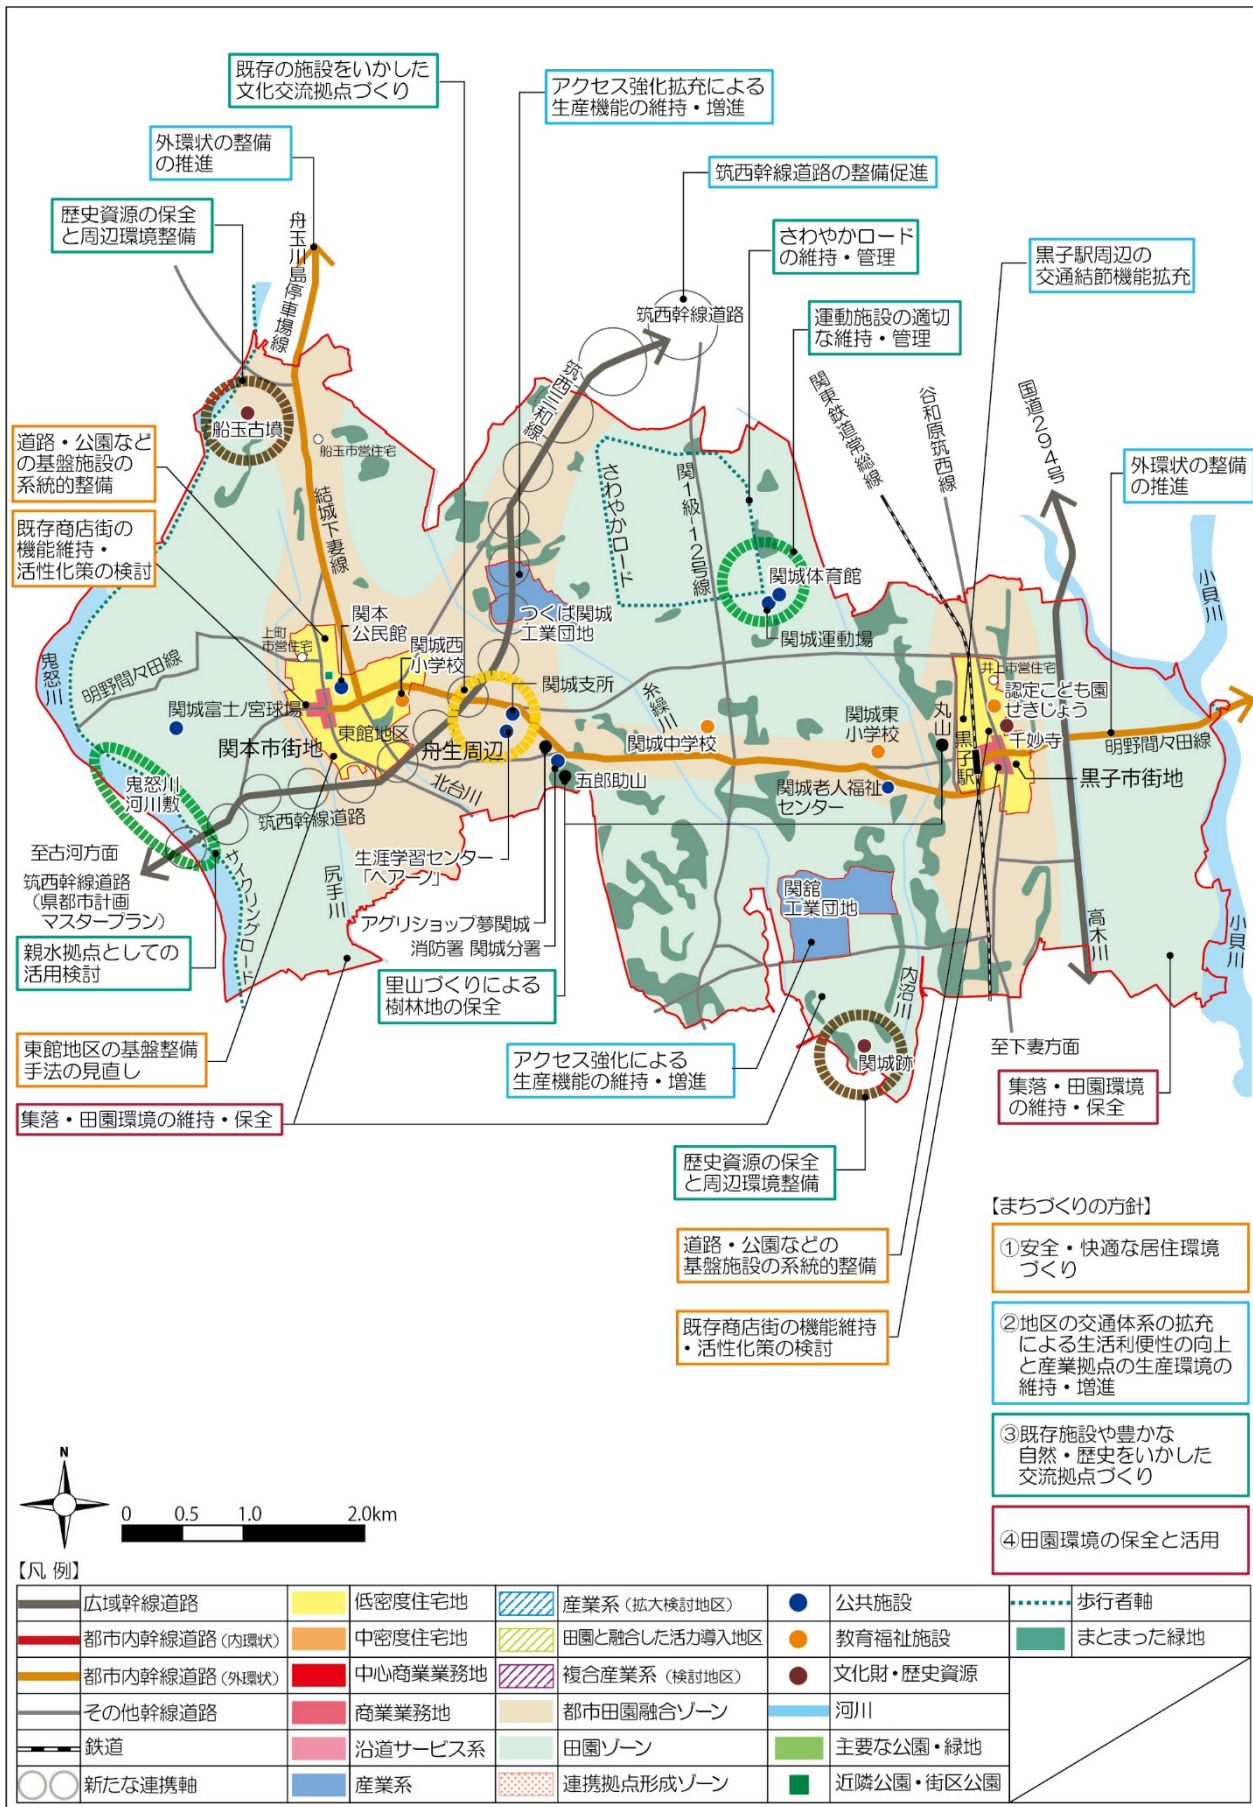 既存の施設をいかした
文化交流拠点づくり
アクセス強化拡充による
生産機能の維持・増進
外環状の整備
の推進
筑西幹線道路の整備促進
歴史資源の保全
と周辺環境整備
さわやかロード
の維持・管理
黒子駅周辺の
交通結節機能拡充
舟玉川島停車場線
筑西幹線道路
運動施設の適切
な維持・管理
筑西三和線
関東鉄道常総線
谷和原筑西線
国道294号
船玉古墳
船玉市営住宅
道路・公園など
の基盤施設の
系統的整備
外環状の整備
の推進
結城下妻線
さわやかロード
関1級-12号線
既存商店街の
機能維持・
活性化策の検討
関城体育館
小貝川
つくば関城
工業団地
関本
公民館
関城運動場
上町
市営住宅
関城西
小学校
鬼怒川
明野間々田線
井上市営住宅
認定こども園
せきじょう
関城支所
糸繰川
関城富士ノ宮球場
東館地区
関城中学校
関城東
小学校
丸山
千妙寺
関本市街地
舟生周辺
黒子駅
明野間々田線
鬼怒川
河川敷
北台川
五郎助山
関城老人福祉
センター
黒子市街地
筑西幹線道路
至古河方面
生涯学習センター
「ペアーノ」
筑西幹線道路
(県都市計画
マスタープラン)
サイクリングロード
尻手川
関舘
工業団地
アグリショップ夢関城
高木川
小貝川
消防署 関城分署
親水拠点としての
活用検討
里山づくりによる
樹林地の保全
内沼川
東館地区の基盤整備
手法の見直し
アクセス強化による
生産機能の維持・増進
関城跡
至下妻方面
集落・田園環境の維持・保全
集落・田園環境
の維持・保全
歴史資源の保全
と周辺環境整備
【まちづくりの方針】
道路・公園などの
基盤施設の系統的整備
①安全・快適な居住環境
づくり
既存商店街の機能維持
・活性化策の検討
②地区の交通体系の拡充
による生活利便性の向上
と産業拠点の生産環境の
維持・増進
③既存施設や豊かな
自然・歴史をいかした
交流拠点づくり
④田園環境の保全と活用
N
0 0.5 1.0 2.0km
【凡 例】
広域幹線道路 低密度住宅地 産業系(拡大検討地区) 公共施設 歩行者軸
都市内幹線道路(内環状) 中密度住宅地 田園と融合した活力導入地区 教育福祉施設 まとまった緑地
都市内幹線道路(外環状) 中心商業業務地 複合産業系(検討地区) 文化財・歴史資源
その他幹線道路 商業業務地 都市田園融合ゾーン 河川
鉄道 沿道サービス系 田園ゾーン 主要な公園・緑地
新たな連携軸 産業系 連携拠点形成ゾーン 近隣公園・街区公園